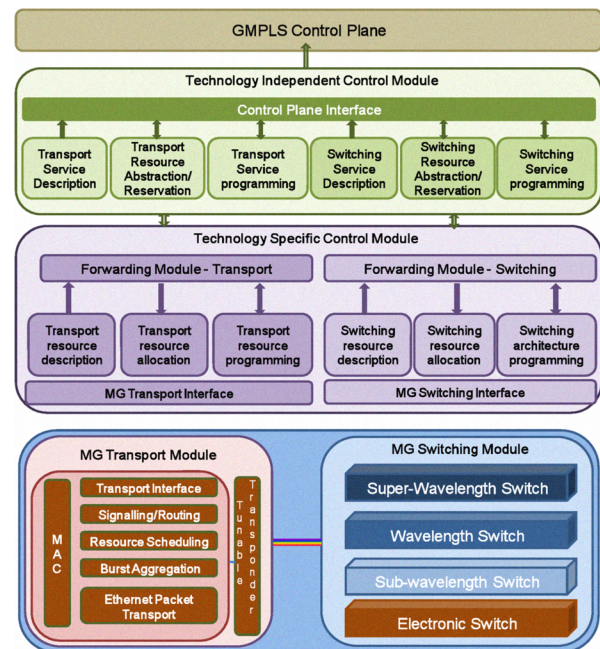 GMPLS Control Plane
Technology Independent Control Module
Control Plane Interface
Transport
Service
Description
Transport
Resource
Abstraction/
Reservation
Transport
Service
programming
Switching
Service
Description
Switching
Resource
Abstraction/
Reservation
Switching
Service
programming
Technology Specific Control Module
Forwarding Module - Transport
Forwarding Module - Switching
Transport
resource
description
Transport
resource
allocation
Transport
resource
programming
Switching
resource
description
Switching
resource
allocation
Switching
architecture
programming
MG Transport Interface
MG Switching Interface
MG Transport Module
MAC
Transport Interface
Signalling/Routing
Resource Scheduling
Burst Aggregation
Ethernet Packet
Transport
Tunable
Transponder
MG Switching Module
Super-Wavelength Switch
Wavelength Switch
Sub-wavelength Switch
Electronic Switch